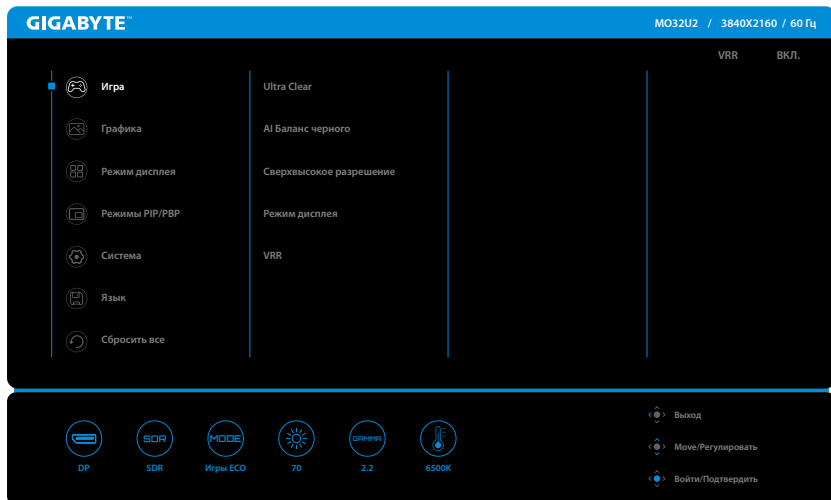 GIGABYTE™
MO32U2 / 3840X2160 / 60 Гц
VRR ВКЛ.
Игра
Ultra Clear
Графика
AI Баланс черного
Режим дисплея
Сверхвысокое разрешение
Режимы PIP/PBP
Режим дисплея
Система
VRR
Язык
Сбросить все
SDR
MODE
GAMMA
DP
SDR
Игры ECO
70
2.2
6500K
Выход
Move/Регулировать
Войти/Подтвердить